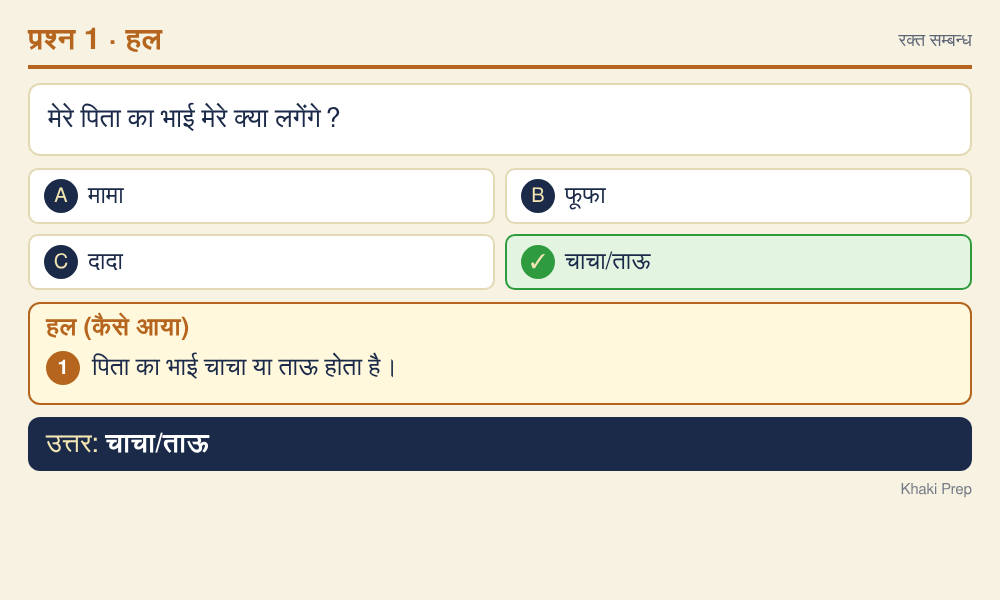 प्रश्न 1 · हल
रक्त सम्बन्ध
मेरे पिता का भाई मेरे क्या लगेंगे ?
A मामा
B फूफा
C दादा
✓ चाचा/ताऊ
हल (कैसे आया)
1 पिता का भाई चाचा या ताऊ होता है।
उत्तर: चाचा/ताऊ
Khaki Prep